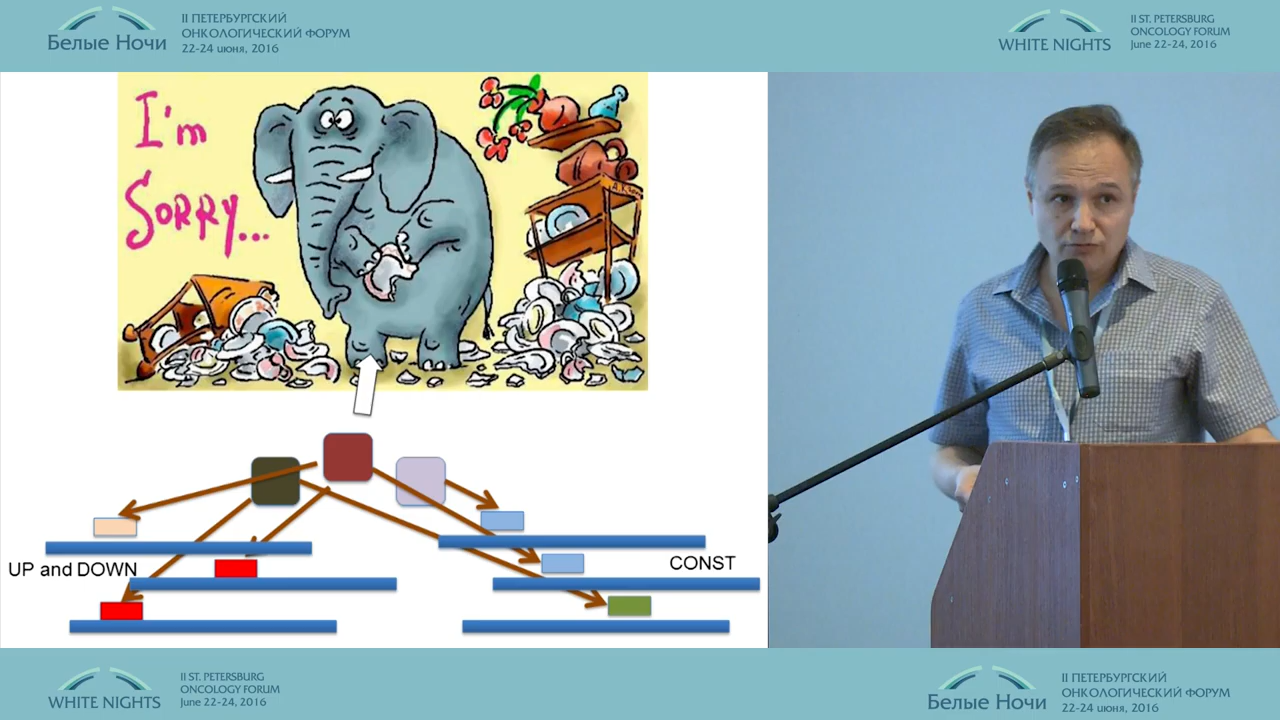 Белые Ночи
II ПЕТЕРБУРГСКИЙ
ОНКОЛОГИЧЕСКИЙ ФОРУМ
22-24 июня, 2016
WHITE NIGHTS
II ST. PETERSBURG
ONCOLOGY FORUM
June 22-24, 2016
I'm
Sorry...
UP and DOWN
CONST
WHITE NIGHTS
II ST. PETERSBURG
ONCOLOGY FORUM
June 22-24, 2016
Белые Ночи
II ПЕТЕРБУРГСКИЙ
ОНКОЛОГИЧЕСКИЙ ФОРУМ
22-24 июня, 2016